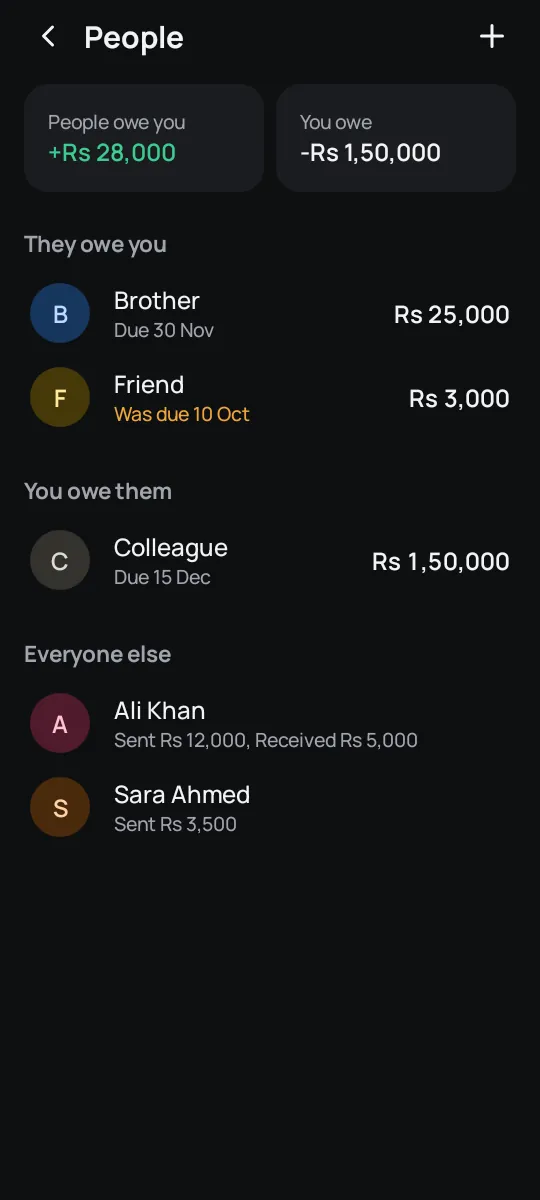 People
People owe you
+Rs 28,000
You owe
-Rs 1,50,000
They owe you
B
Brother
Due 30 Nov
Rs 25,000
F
Friend
Was due 10 Oct
Rs 3,000
You owe them
C
Colleague
Due 15 Dec
Rs 1,50,000
Everyone else
A
Ali Khan
Sent Rs 12,000, Received Rs 5,000
S
Sara Ahmed
Sent Rs 3,500